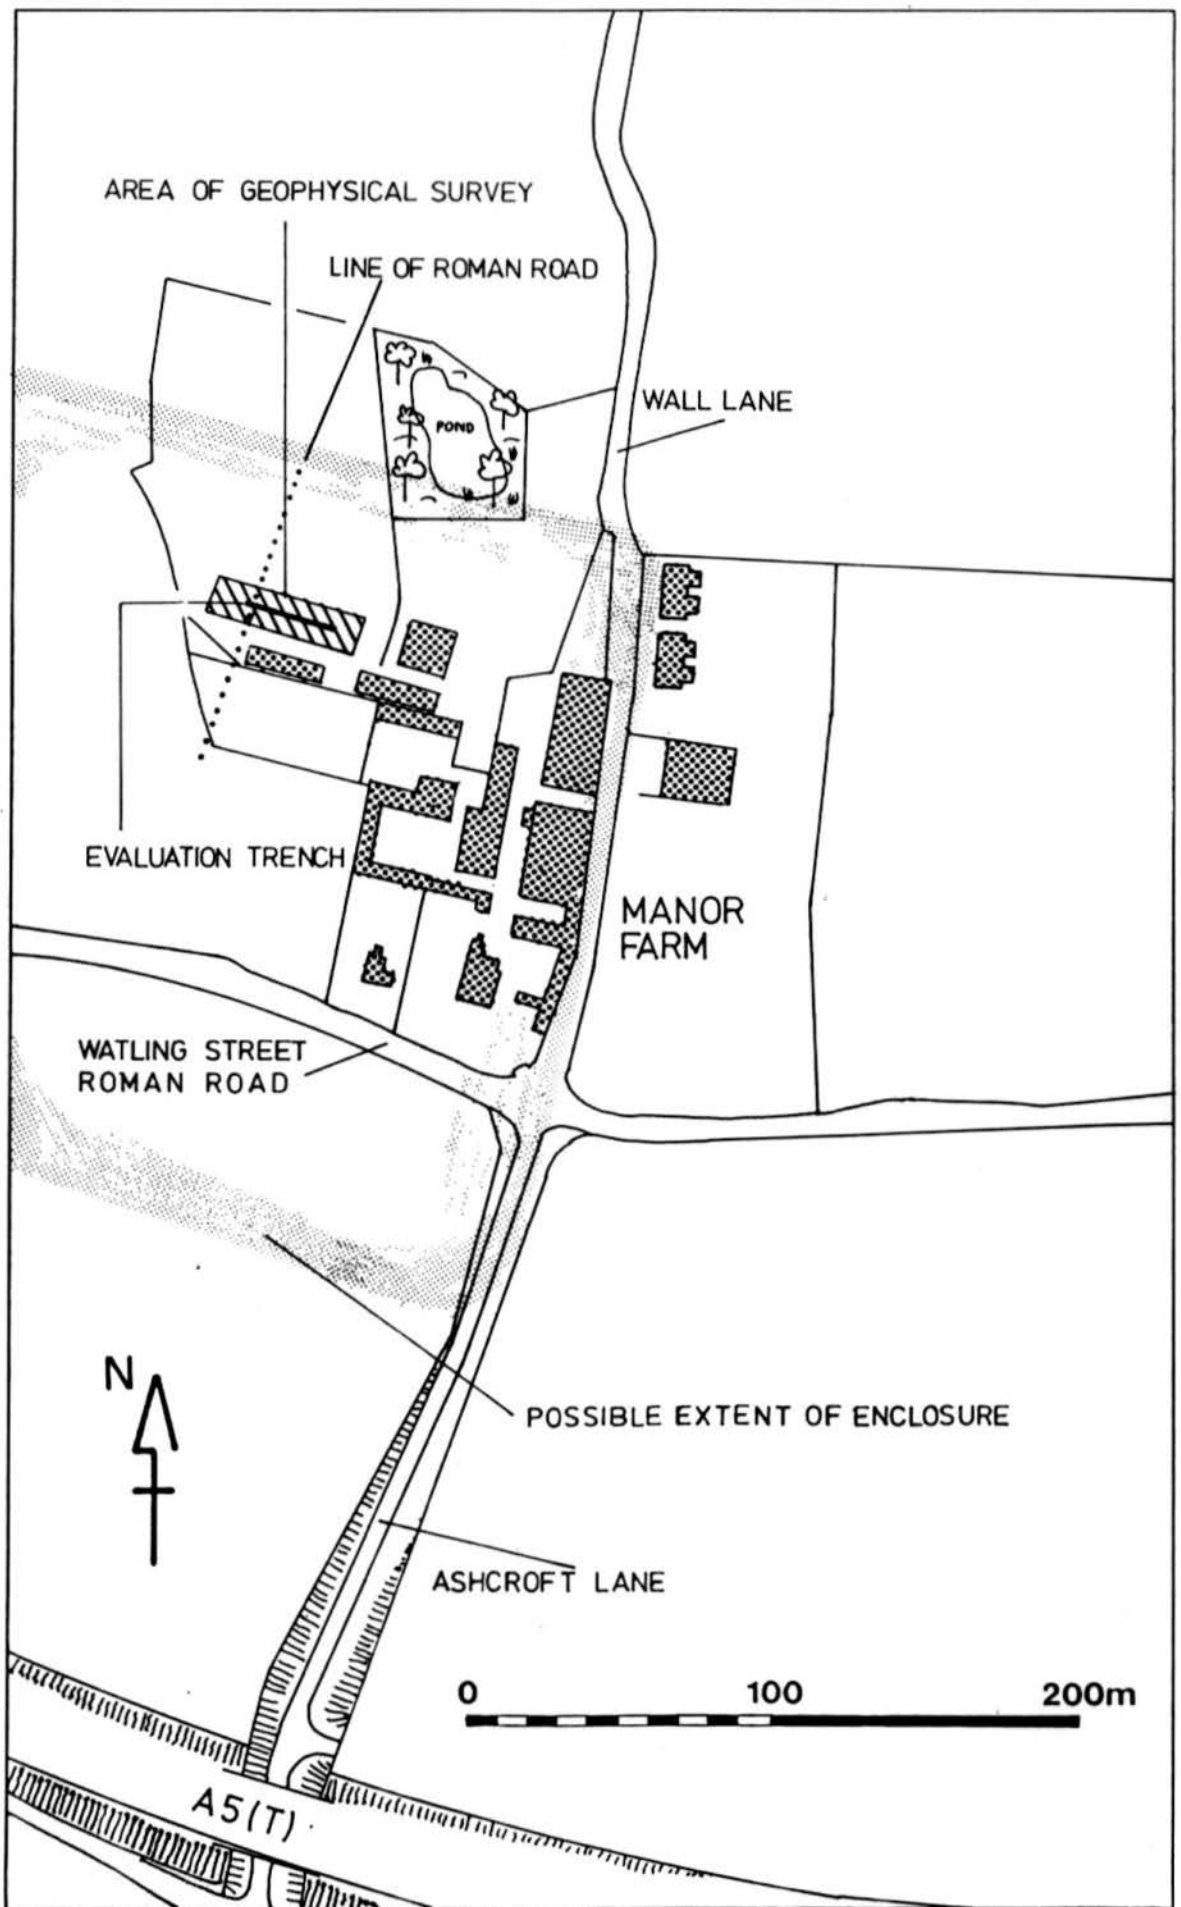 AREA OF GEOPHYSICAL SURVEY
LINE OF ROMAN ROAD
WALL LANE
POND
EVALUATION TRENCH
MANOR
FARM
WATLING STREET
ROMAN ROAD
N
POSSIBLE EXTENT OF ENCLOSURE
ASHCROFT LANE
0 100 200m
A5(T)